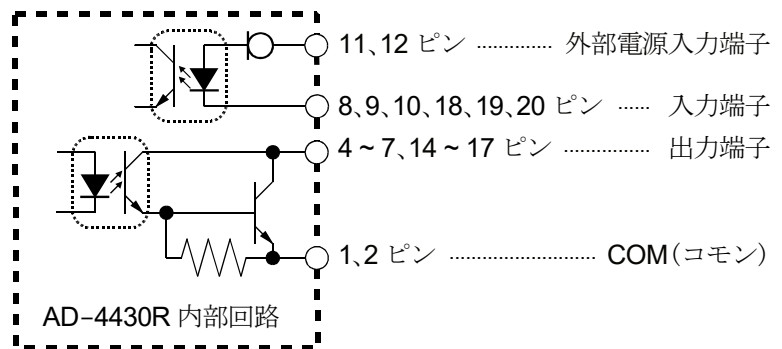 11、12 ピン ............. 外部電源入力端子
8、9、10、18、19、20 ピン ...... 入力端子
4 ~ 7、14 ~ 17 ピン ............... 出力端子
1、2 ピン .......................... COM(コモン)
AD-4430R 内部回路